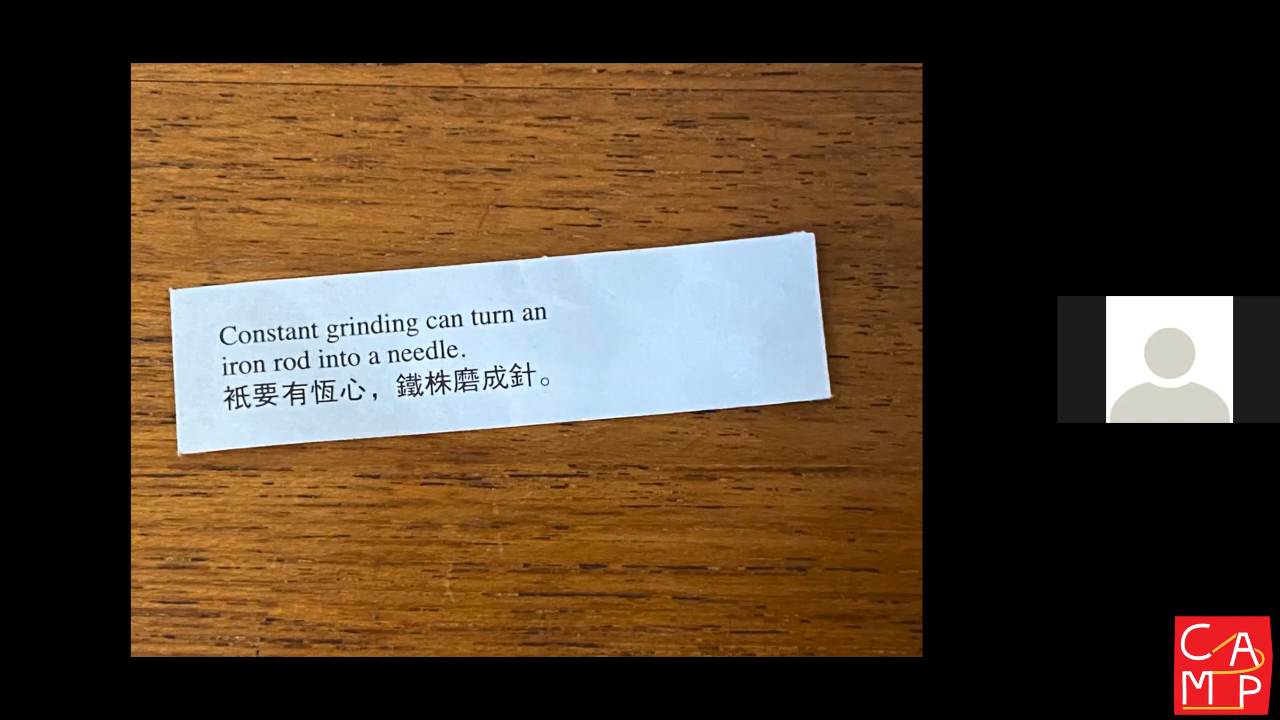 Constant grinding can turn an
iron rod into a needle.
衹要有恆心，鐵株磨成針。
CA
MP